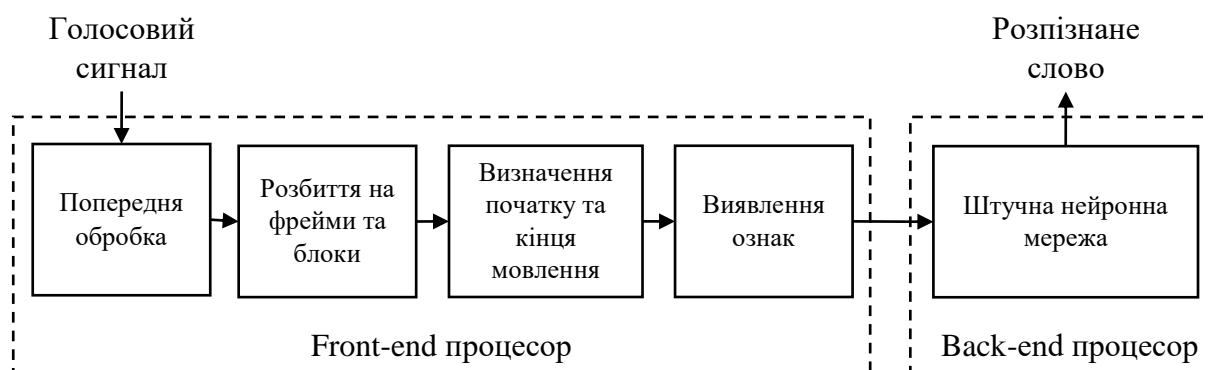 Голосовий
сигнал
Розпізнане
слово
Попередня
обробка
Розбиття на
фрейми та
блоки
Визначення
початку та
кінця
мовлення
Виявлення
ознак
Штучна нейронна
мережа
Front-end процесор
Back-end процесор